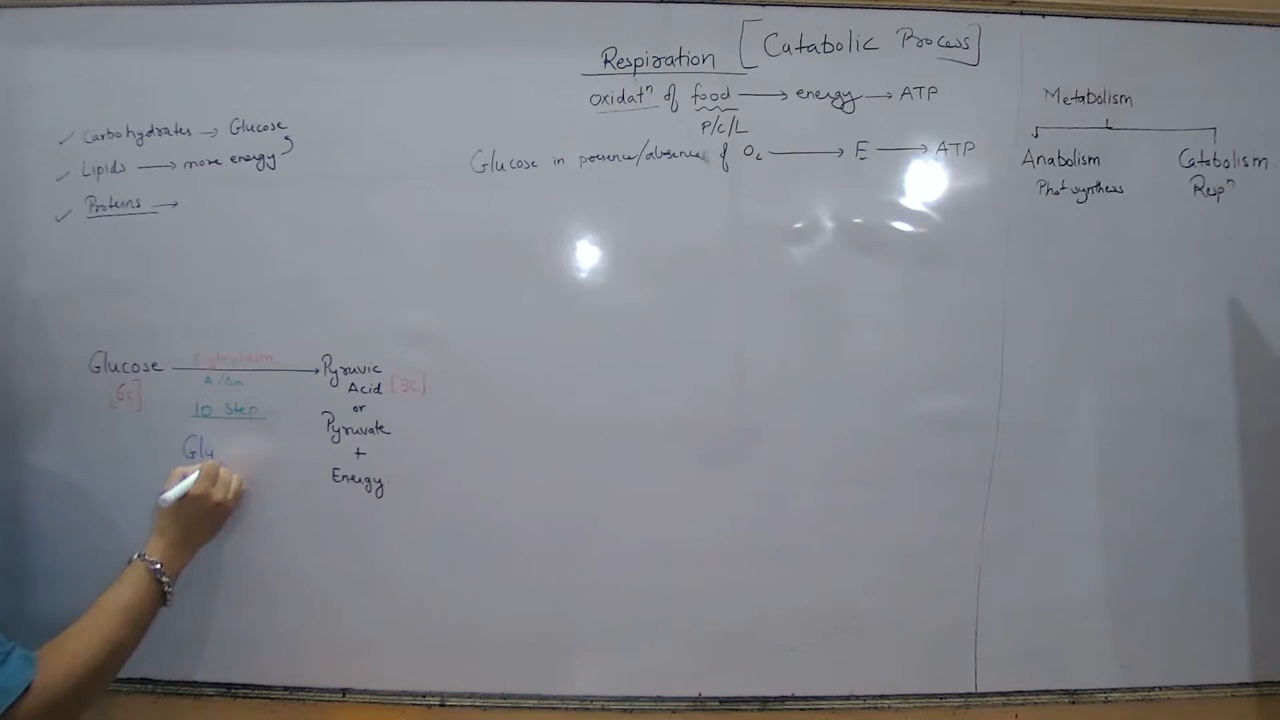 Respiration [Catabolic Process]
Oxidatⁿ of food → energy → ATP
P/C/L
Glucose in presence/absence of O₂ → E → ATP
Metabolism
Anabolism
Photosynthesis
Catabolism
Respⁿ
✓ Carbohydrates → Glucose
✓ Lipids → more energy
✓ Proteins →
Glucose
[6c]
Cytoplasm
A/An
10 Step
Glu
Pyruvic
Acid [3c]
or
Pyruvate
+
Energy